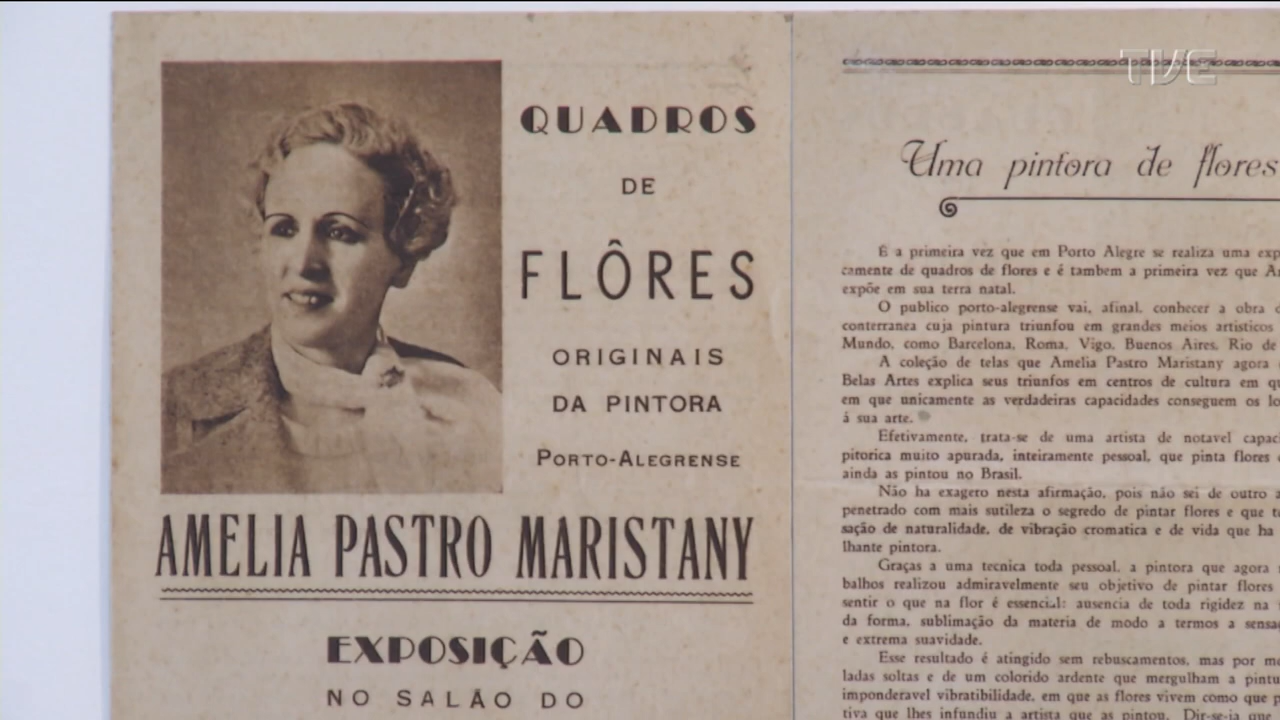 TVE
QUADROS
DE
FLÔRES
ORIGINAIS
DA PINTORA
PORTO-ALEGRENSE
AMELIA PASTRO MARISTANY
EXPOSIÇÃO
NO SALÃO DO
Uma pintora de flores
É a primeira vez que em Porto Alegre se realiza uma
camente de quadros de flores e é tambem a primeira vez que
expõe em sua terra natal.
O publico porto-alegrense vai, afinal, conhecer a obra
conterranea cuja pintura triunfou em grandes meios artisticos
Mundo, como Barcelona, Roma, Vigo, Buenos Aires, Rio de
A coleção de telas que Amelia Pastro Maristany agora
Belas Artes explica seus triunfos em centros de cultura em
em que unicamente as verdadeiras capacidades conseguem os
á sua arte.
Efetivamente, trata-se de uma artista de notavel
pitorica muito apurada, inteiramente pessoal, que pinta flores
ainda as pintou no Brasil.
Não ha exagero nesta afirmação, pois não sei de outro
penetrado com mais sutileza o segredo de pintar flores e que
sação de naturalidade, de vibração cromatica e de vida que ha
lhante pintora.
Graças a uma tecnica toda pessoal, a pintora que agora
balhos realizou admiravelmente seu objetivo de pintar flores
sentir o que na flor é essencial: ausencia de toda rigidez na
da forma, sublimação da materia de modo a termos a
e extrema suavidade.
Esse resultado é atingido sem rebuscamentos, mas por
ladas soltas e de um colorido ardente que mergulham a
imponderavel vibratibilidade, em que as flores vivem como que
tiva que lhes infundiu a artista que as pintou. Dir-se-ia que